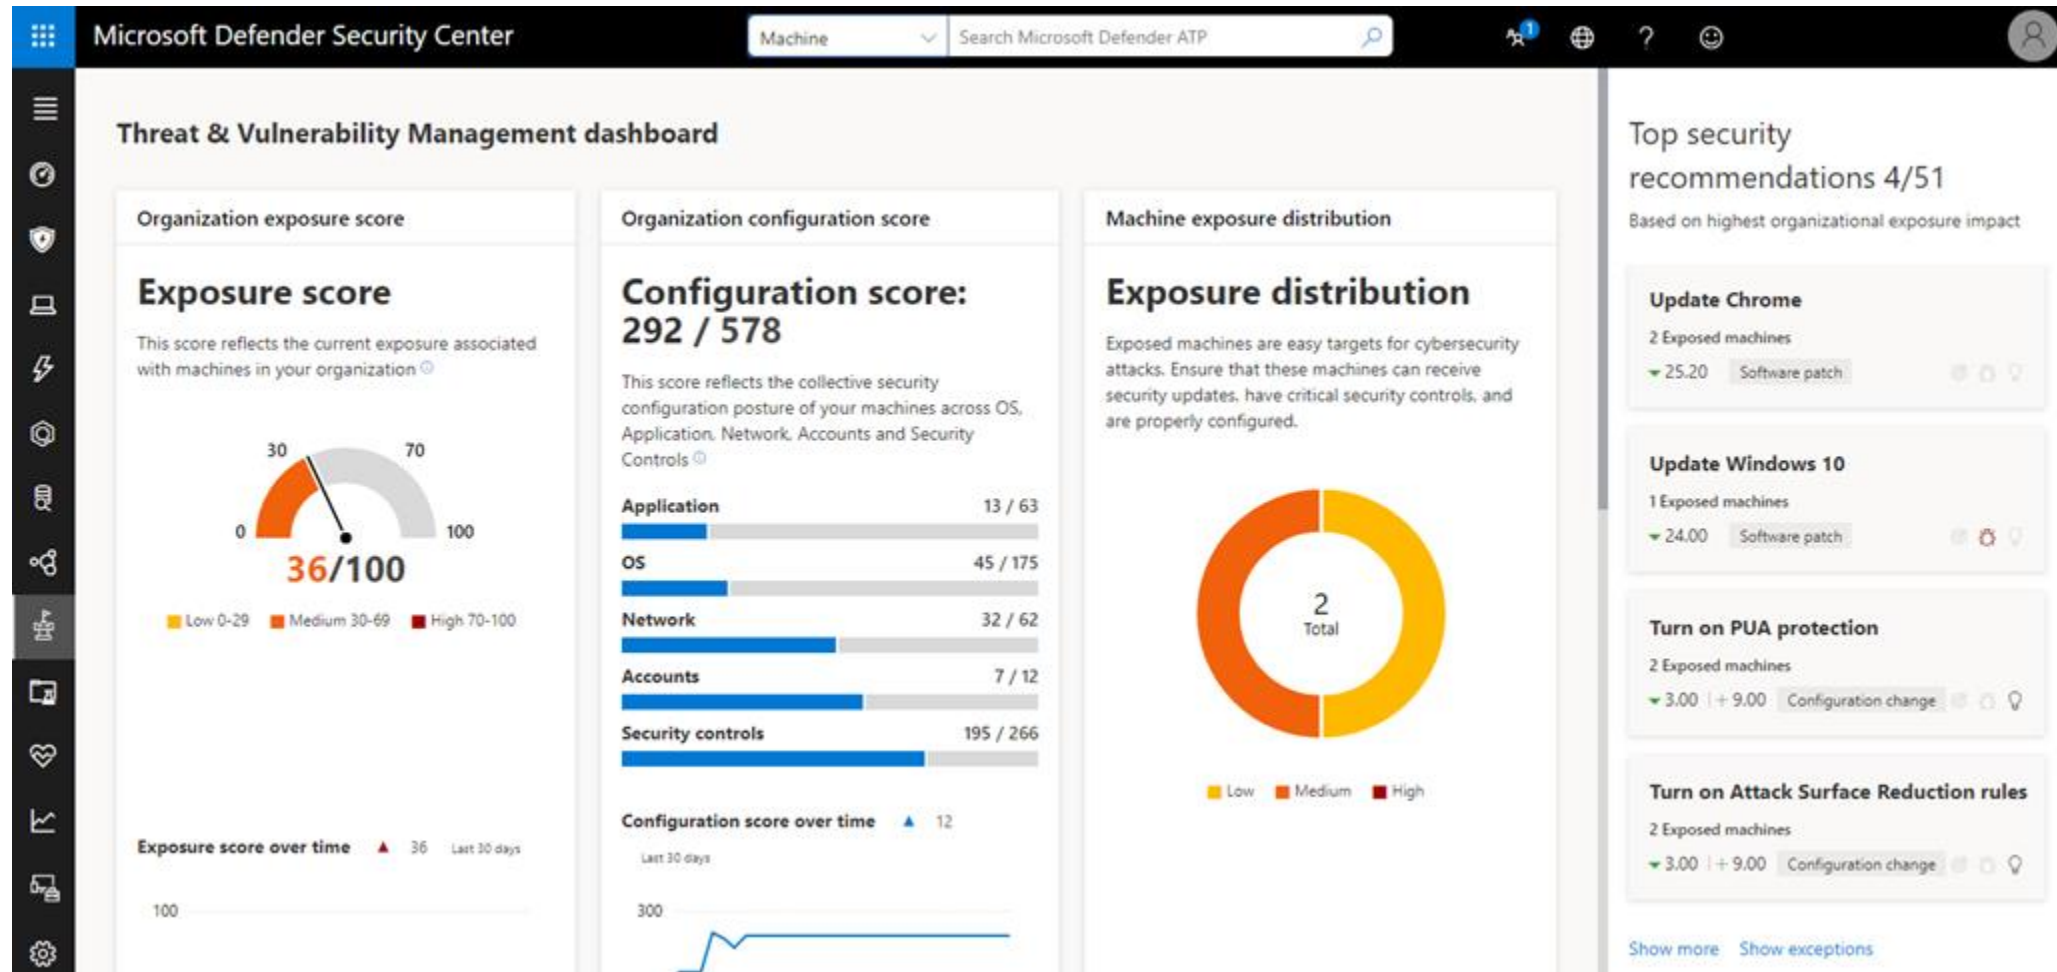 Microsoft Defender Security Center
Machine
Search Microsoft Defender ATP
1
?
Threat & Vulnerability Management dashboard
Organization exposure score
Exposure score
This score reflects the current exposure associated
with machines in your organization
30
70
0
100
36/100
Low 0-29 Medium 30-69 High 70-100
Exposure score over time 36 Last 30 days
100
Organization configuration score
Configuration score:
292 / 578
This score reflects the collective security
configuration posture of your machines across OS,
Application, Network, Accounts and Security
Controls
Application 13 / 63
OS 45 / 175
Network 32 / 62
Accounts 7 / 12
Security controls 195 / 266
Configuration score over time 12
Last 30 days
300
Machine exposure distribution
Exposure distribution
Exposed machines are easy targets for cybersecurity
attacks. Ensure that these machines can receive
security updates, have critical security controls, and
are properly configured.
2
Total
Low Medium High
Top security
recommendations 4/51
Based on highest organizational exposure impact
Update Chrome
2 Exposed machines
25.20 Software patch
Update Windows 10
1 Exposed machines
24.00 Software patch
Turn on PUA protection
2 Exposed machines
3.00 | + 9.00 Configuration change
Turn on Attack Surface Reduction rules
2 Exposed machines
3.00 | + 9.00 Configuration change
Show more Show exceptions